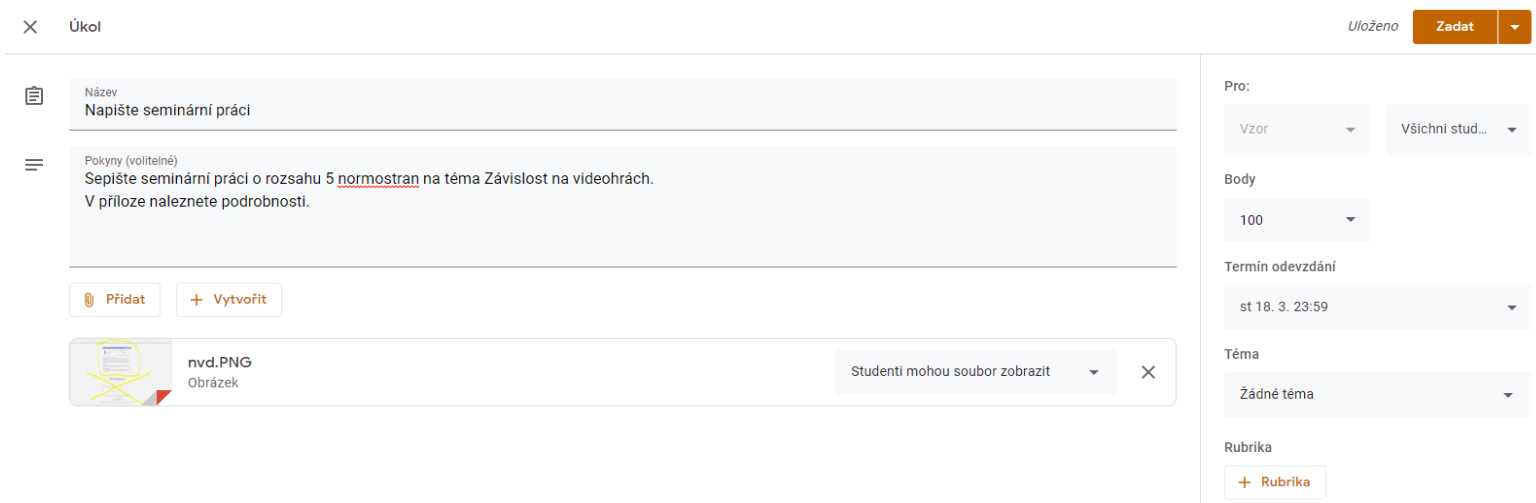 Úkol
Uloženo
Zadat
Název
Napište seminární práci
Pokyny (volitelné)
Sepište seminární práci o rozsahu 5 normostran na téma Závislost na videohrách.
V příloze naleznete podrobnosti.
Přidat
Vytvořit
nvd.PNG
Obrázek
Studenti mohou soubor zobrazit
Pro:
Vzor
Všichni stud...
Body
100
Termín odevzdání
st 18. 3. 23:59
Téma
Žádné téma
Rubrika
Rubrika